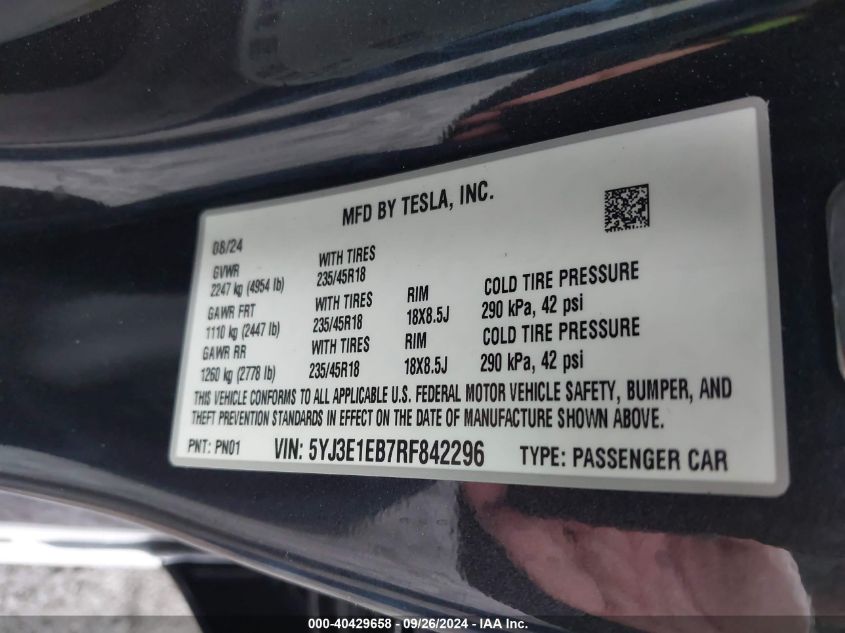 MFD BY TESLA, INC.
08/24
GVWR
2247 kg (4954 lb)
WITH TIRES
235/45R18
GAWR FRT
1110 kg (2447 lb)
WITH TIRES
235/45R18
RIM
18X8.5J
COLD TIRE PRESSURE
290 kPa, 42 psi
GAWR RR
1260 kg (2778 lb)
WITH TIRES
235/45R18
RIM
18X8.5J
COLD TIRE PRESSURE
290 kPa, 42 psi
THIS VEHICLE CONFORMS TO ALL APPLICABLE U.S. FEDERAL MOTOR VEHICLE SAFETY, BUMPER, AND
THEFT PREVENTION STANDARDS IN EFFECT ON THE DATE OF MANUFACTURE SHOWN ABOVE.
PNT: PN01 VIN: 5YJ3E1EB7RF842296 TYPE: PASSENGER CAR
000-40429658 - 09/26/2024 - IAA Inc.